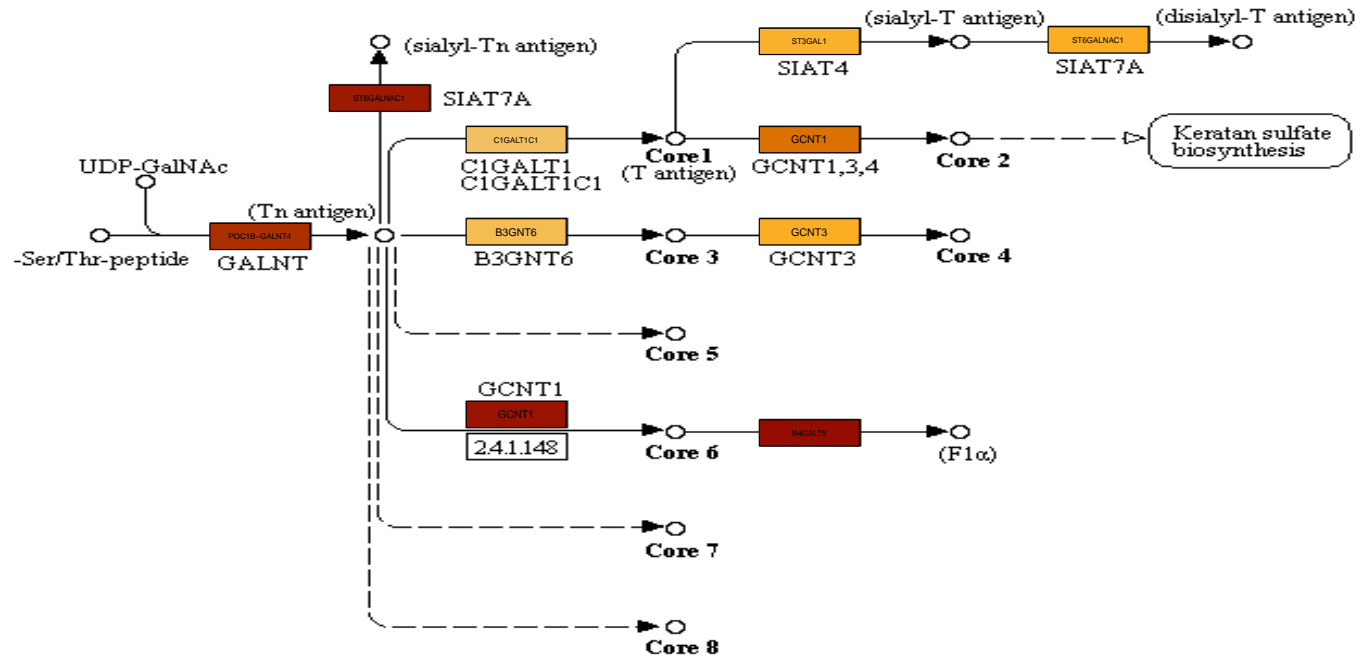 (sialyl-Tn antigen)
(sialyl-T antigen)
(disialyl-T antigen)
ST3GAL1
SIAT4
ST6GALNAC1
SIAT7A
ST6GALNAC1
SIAT7A
UDP-GalNAc
C1GALT1C1
C1GALT1
C1GALT1C1
Core1
(T antigen)
GCNT1
GCNT1,3,4
Core 2
Keratan sulfate
biosynthesis
(Tn antigen)
-Ser/Thr-peptide
POC1B-GALNT4
GALNT
B3GNT6
B3GNT6
Core 3
GCNT3
GCNT3
Core 4
Core 5
GCNT1
GCNT1
2.4.1.148
Core 6
B4GALT5
(F1α)
Core 7
Core 8